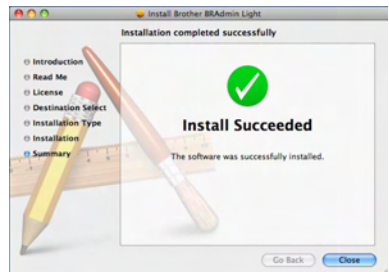 Install Brother BRAdmin Light
Installation completed successfully
Introduction
Read Me
License
Destination Select
Installation Type
Installation
Summary
Install Succeeded
The software was successfully installed.
Go Back
Close